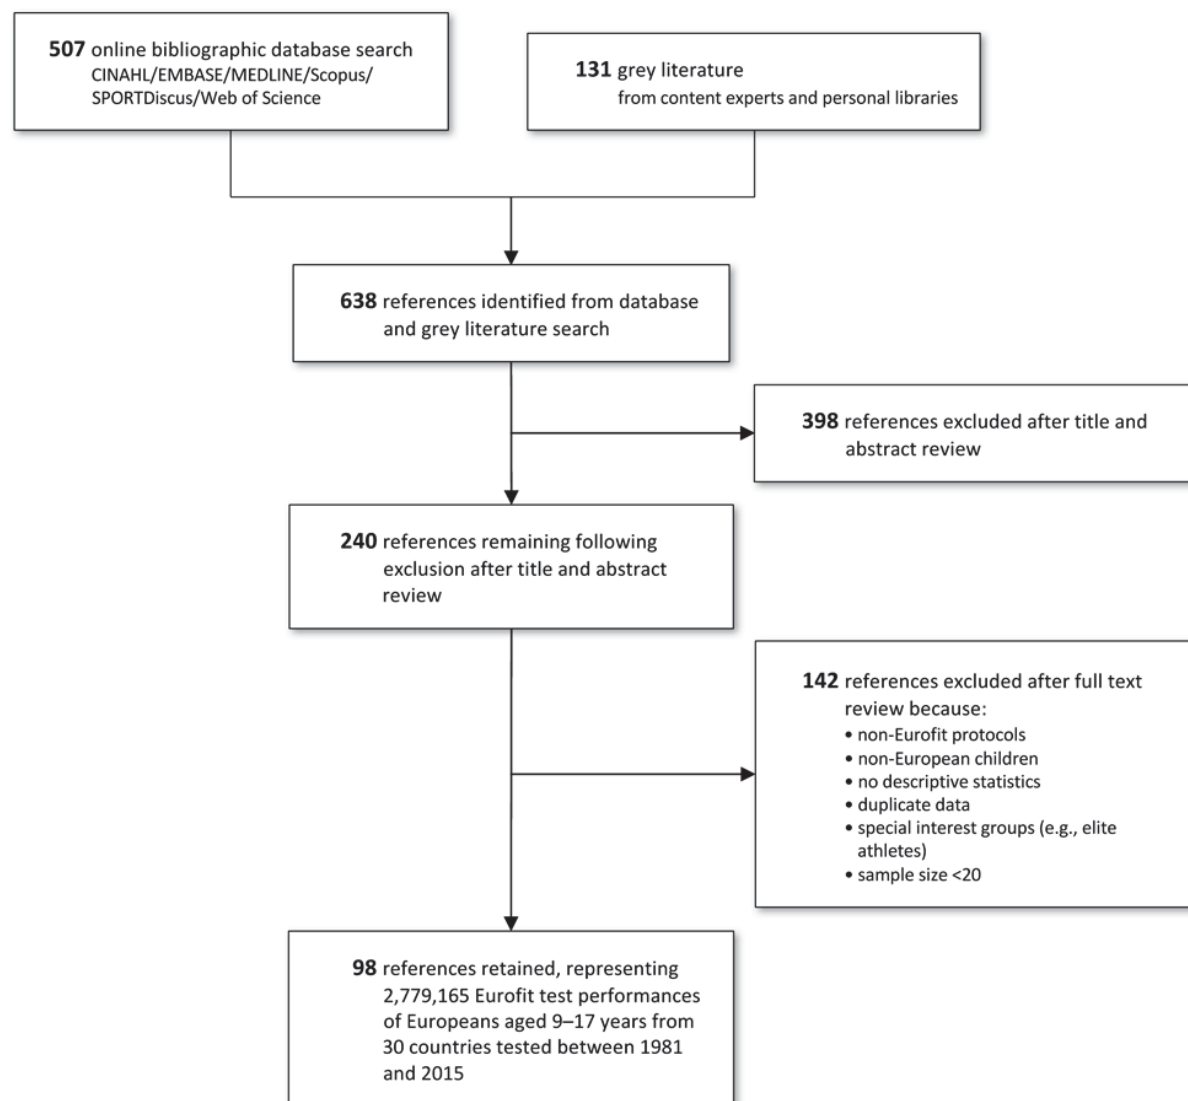 507 online bibliographic database search
CINAHL/EMBASE/MEDLINE/Scopus/
SPORTDiscus/Web of Science
131 grey literature
from content experts and personal libraries
638 references identified from database
and grey literature search
398 references excluded after title and
abstract review
240 references remaining following
exclusion after title and abstract
review
142 references excluded after full text
review because:
• non-Eurofit protocols
• non-European children
• no descriptive statistics
• duplicate data
• special interest groups (e.g., elite
athletes)
• sample size <20
98 references retained, representing
2,779,165 Eurofit test performances
of Europeans aged 9–17 years from
30 countries tested between 1981
and 2015